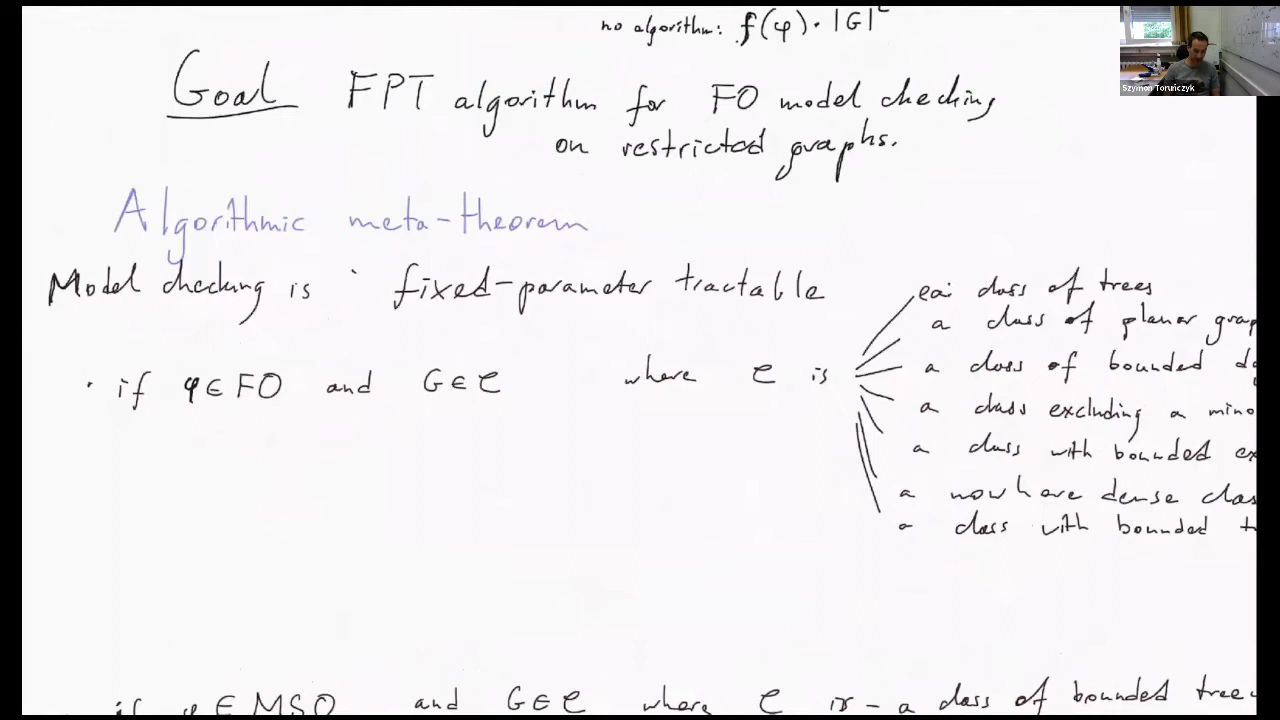 no algorithm: f(φ) · |G|^c
Goal FPT algorithm for FO model checking
on restricted graphs.
Algorithmic meta-theorem
Model checking is fixed-parameter tractable
class of trees
a class of planar grap
· if φ ∈ FO and G ∈ C where C is a class of bounded d
a class excluding a mino
a class with bounded ex
a nowhere dense clas
a class with bounded t
if φ ∈ MSO and G ∈ C where C is - a class of bounded tree
Szymon Toruńczyk